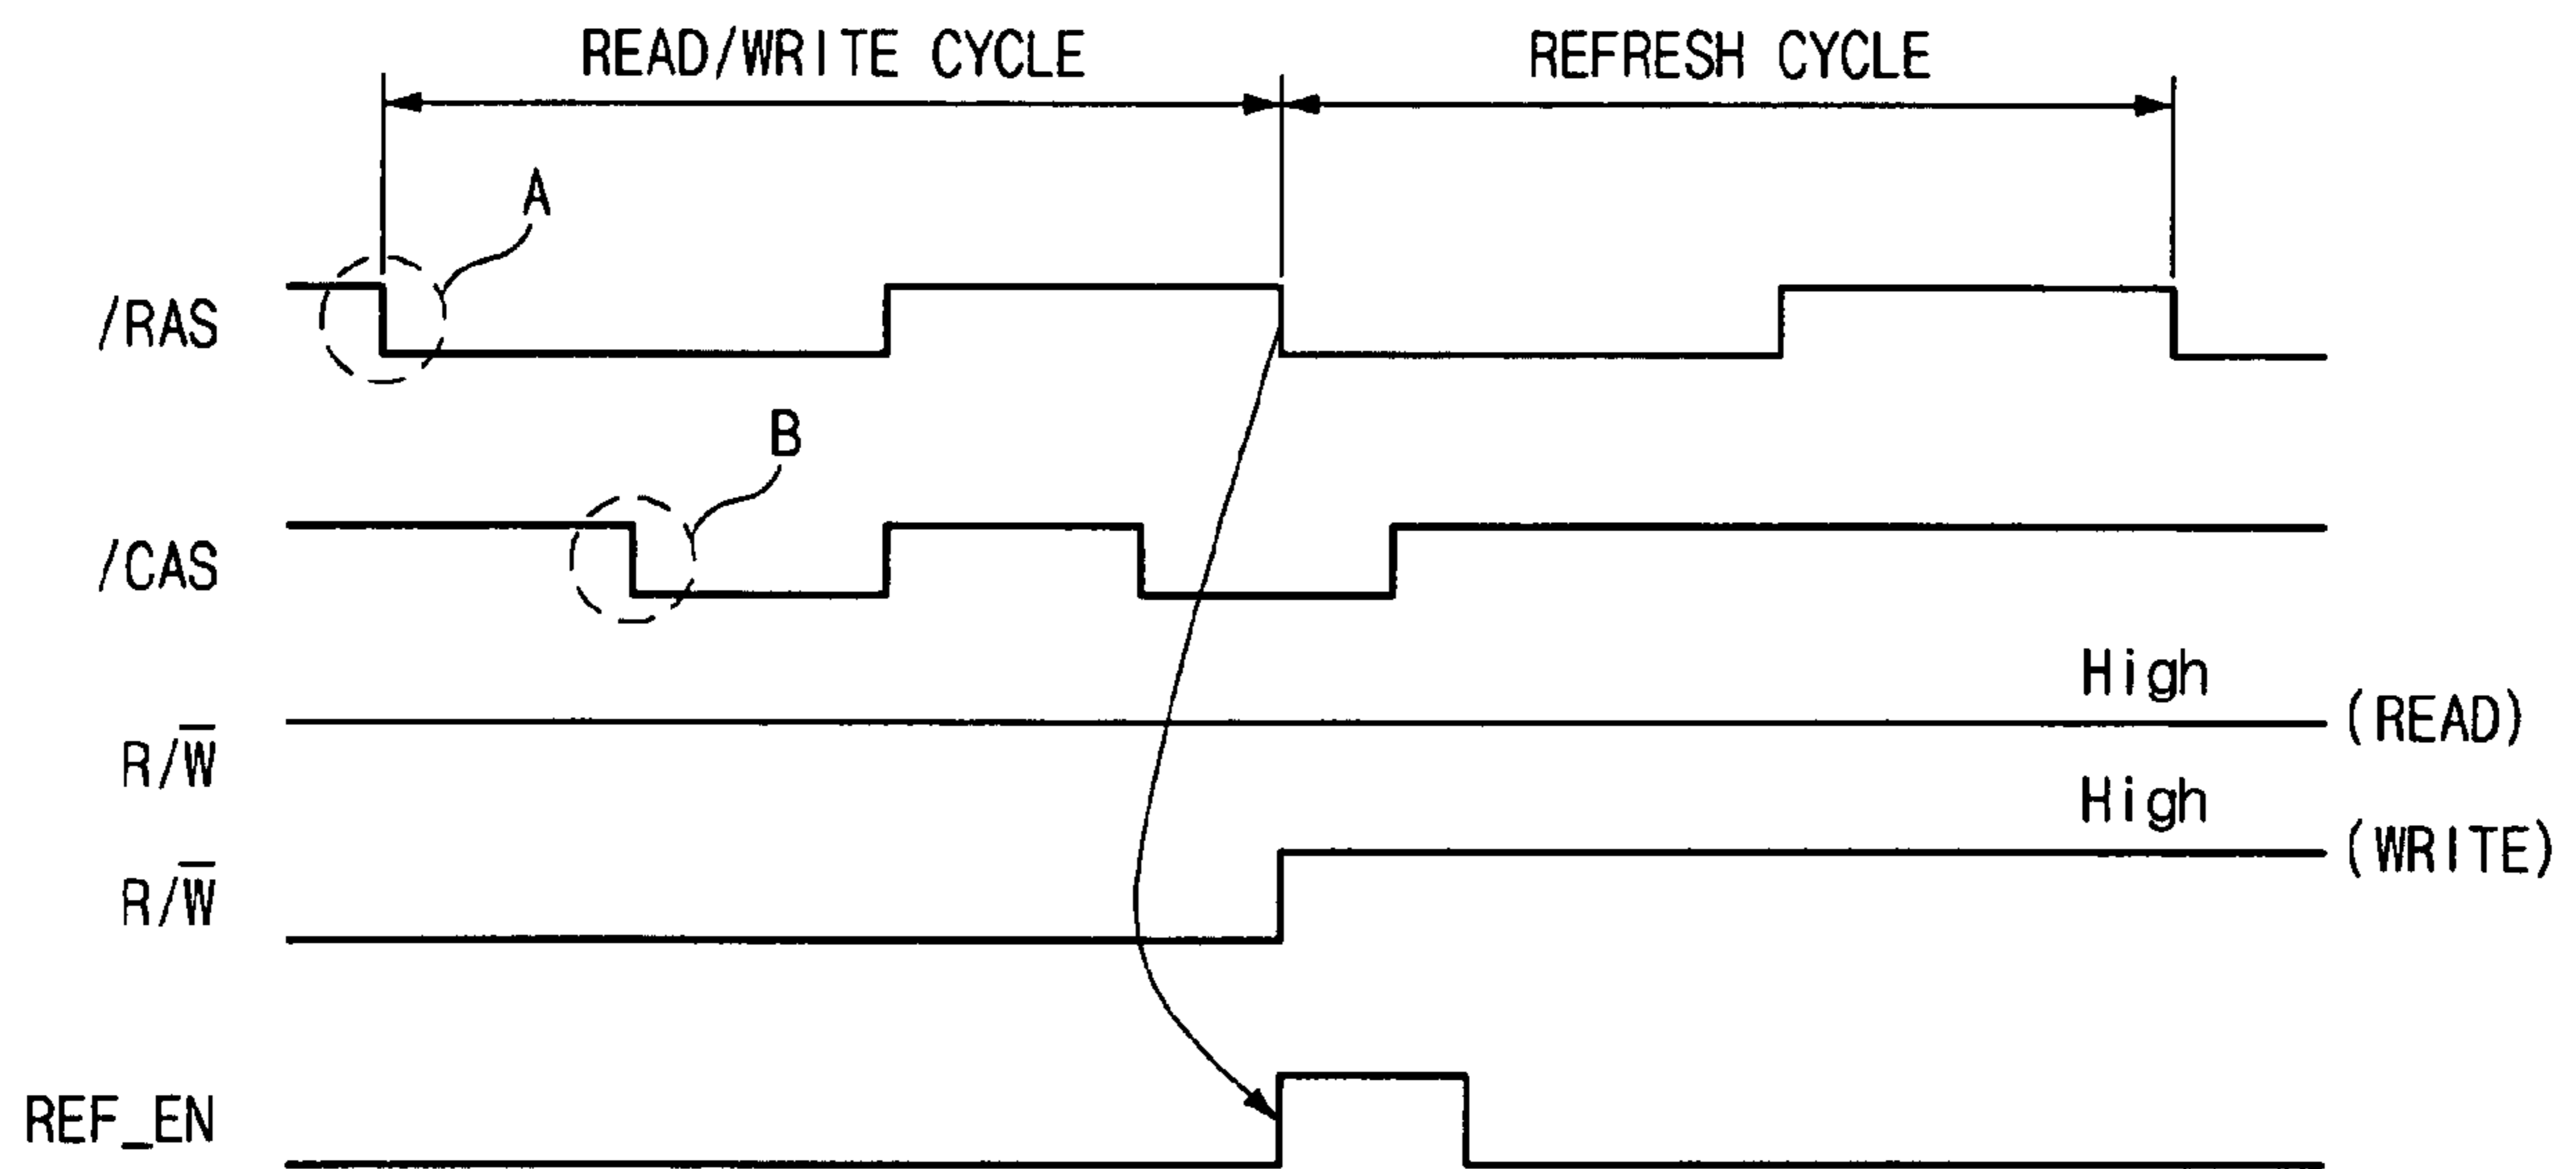 READ/WRITE CYCLE
REFRESH CYCLE
A
/RAS
B
/CAS
High
R/W̅
(READ)
High
R/W̅
(WRITE)
REF_EN